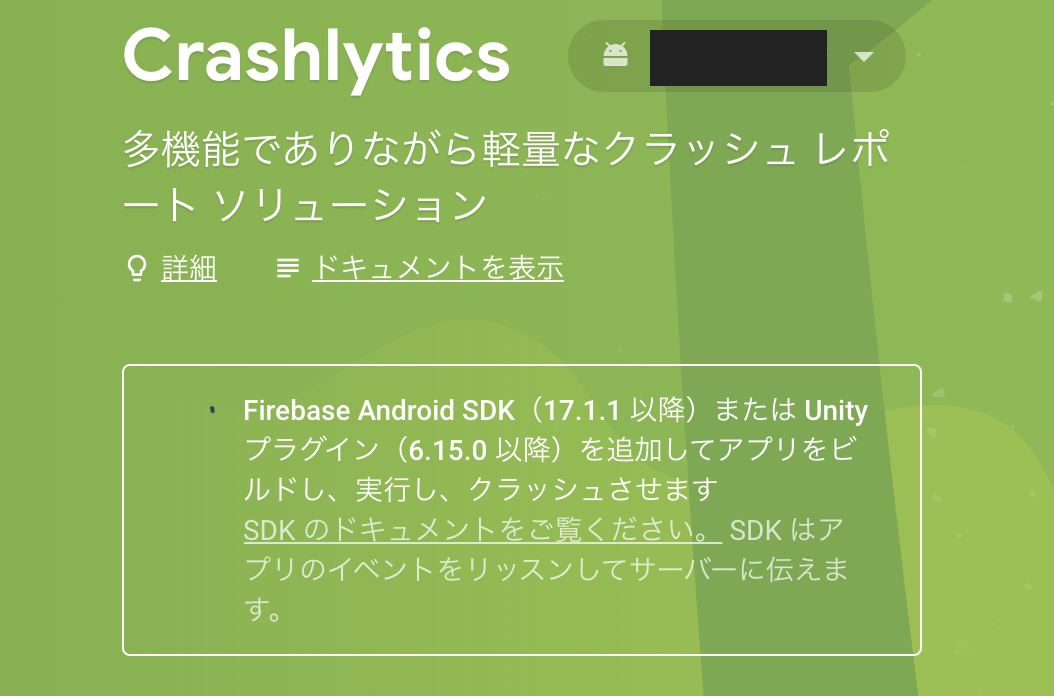 Crashlytics
多機能でありながら軽量なクラッシュ レポ
ート ソリューション
詳細 ドキュメントを表示
Firebase Android SDK（17.1.1 以降）または Unity
プラグイン（6.15.0 以降）を追加してアプリをビ
ルドし、実行し、クラッシュさせます
SDK のドキュメントをご覧ください。 SDK はア
プリのイベントをリッスンしてサーバーに伝えま
す。